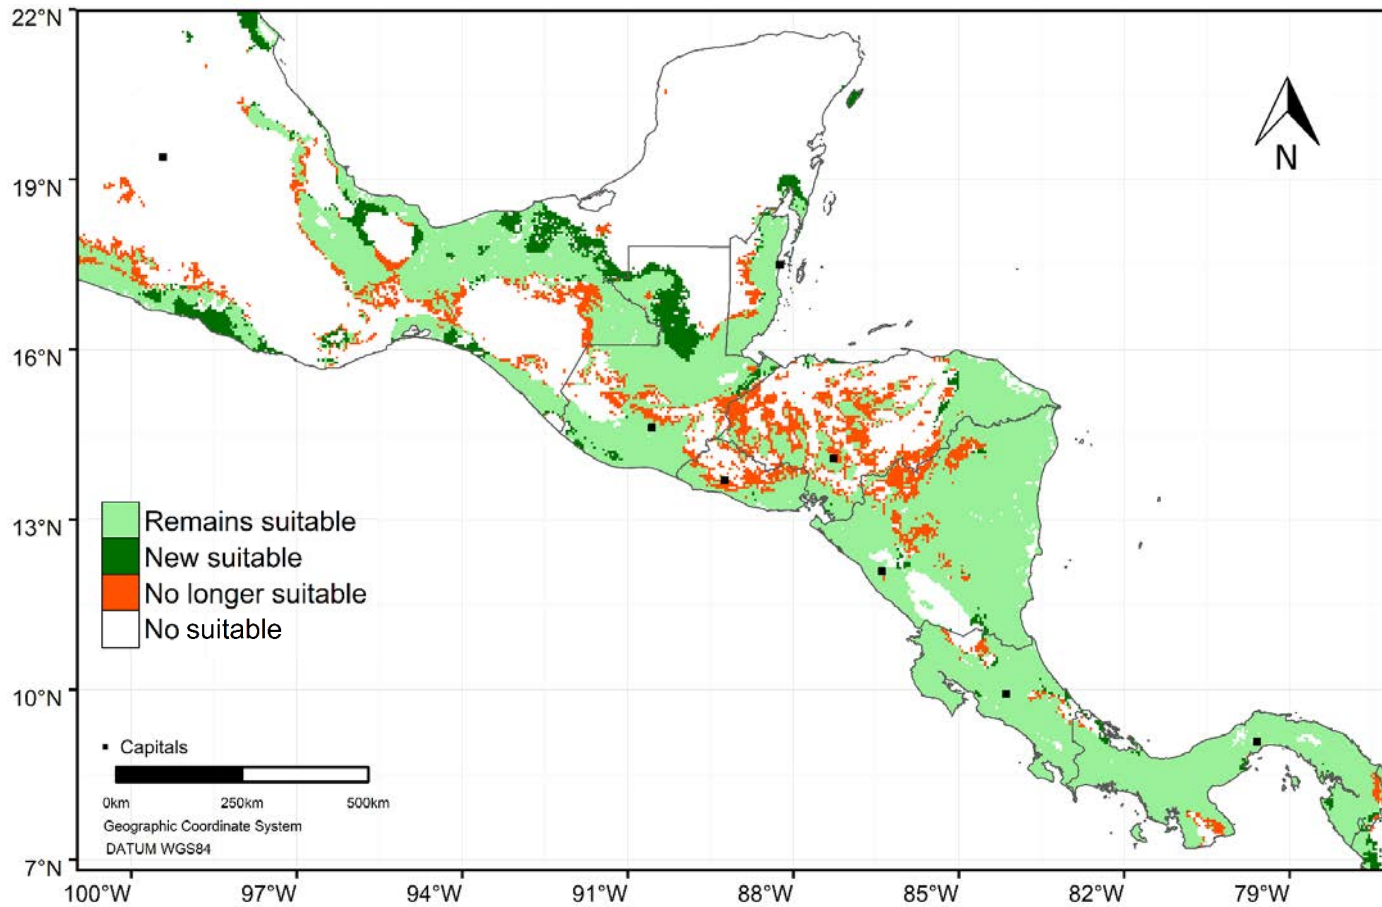 22°N
19°N
16°N
13°N
10°N
7°N
N
Remains suitable
New suitable
No longer suitable
No suitable
Capitals
0km 250km 500km
Geographic Coordinate System
DATUM WGS84
100°W 97°W 94°W 91°W 88°W 85°W 82°W 79°W